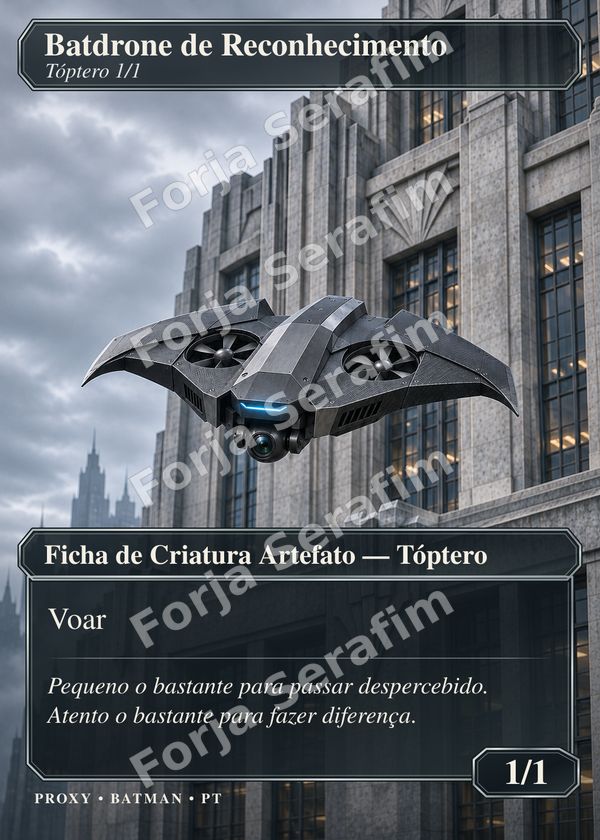 Batdrone de Reconhecimento
Tóptero 1/1
Forja Serafim
Forja Serafim
Forja Serafim
Forja Serafim
Forja Serafim
Ficha de Criatura Artefato — Tóptero
Voar
Forja Serafim
Pequeno o bastante para passar despercebido.
Atento o bastante para fazer diferença.
1/1
PROXY • BATMAN • PT